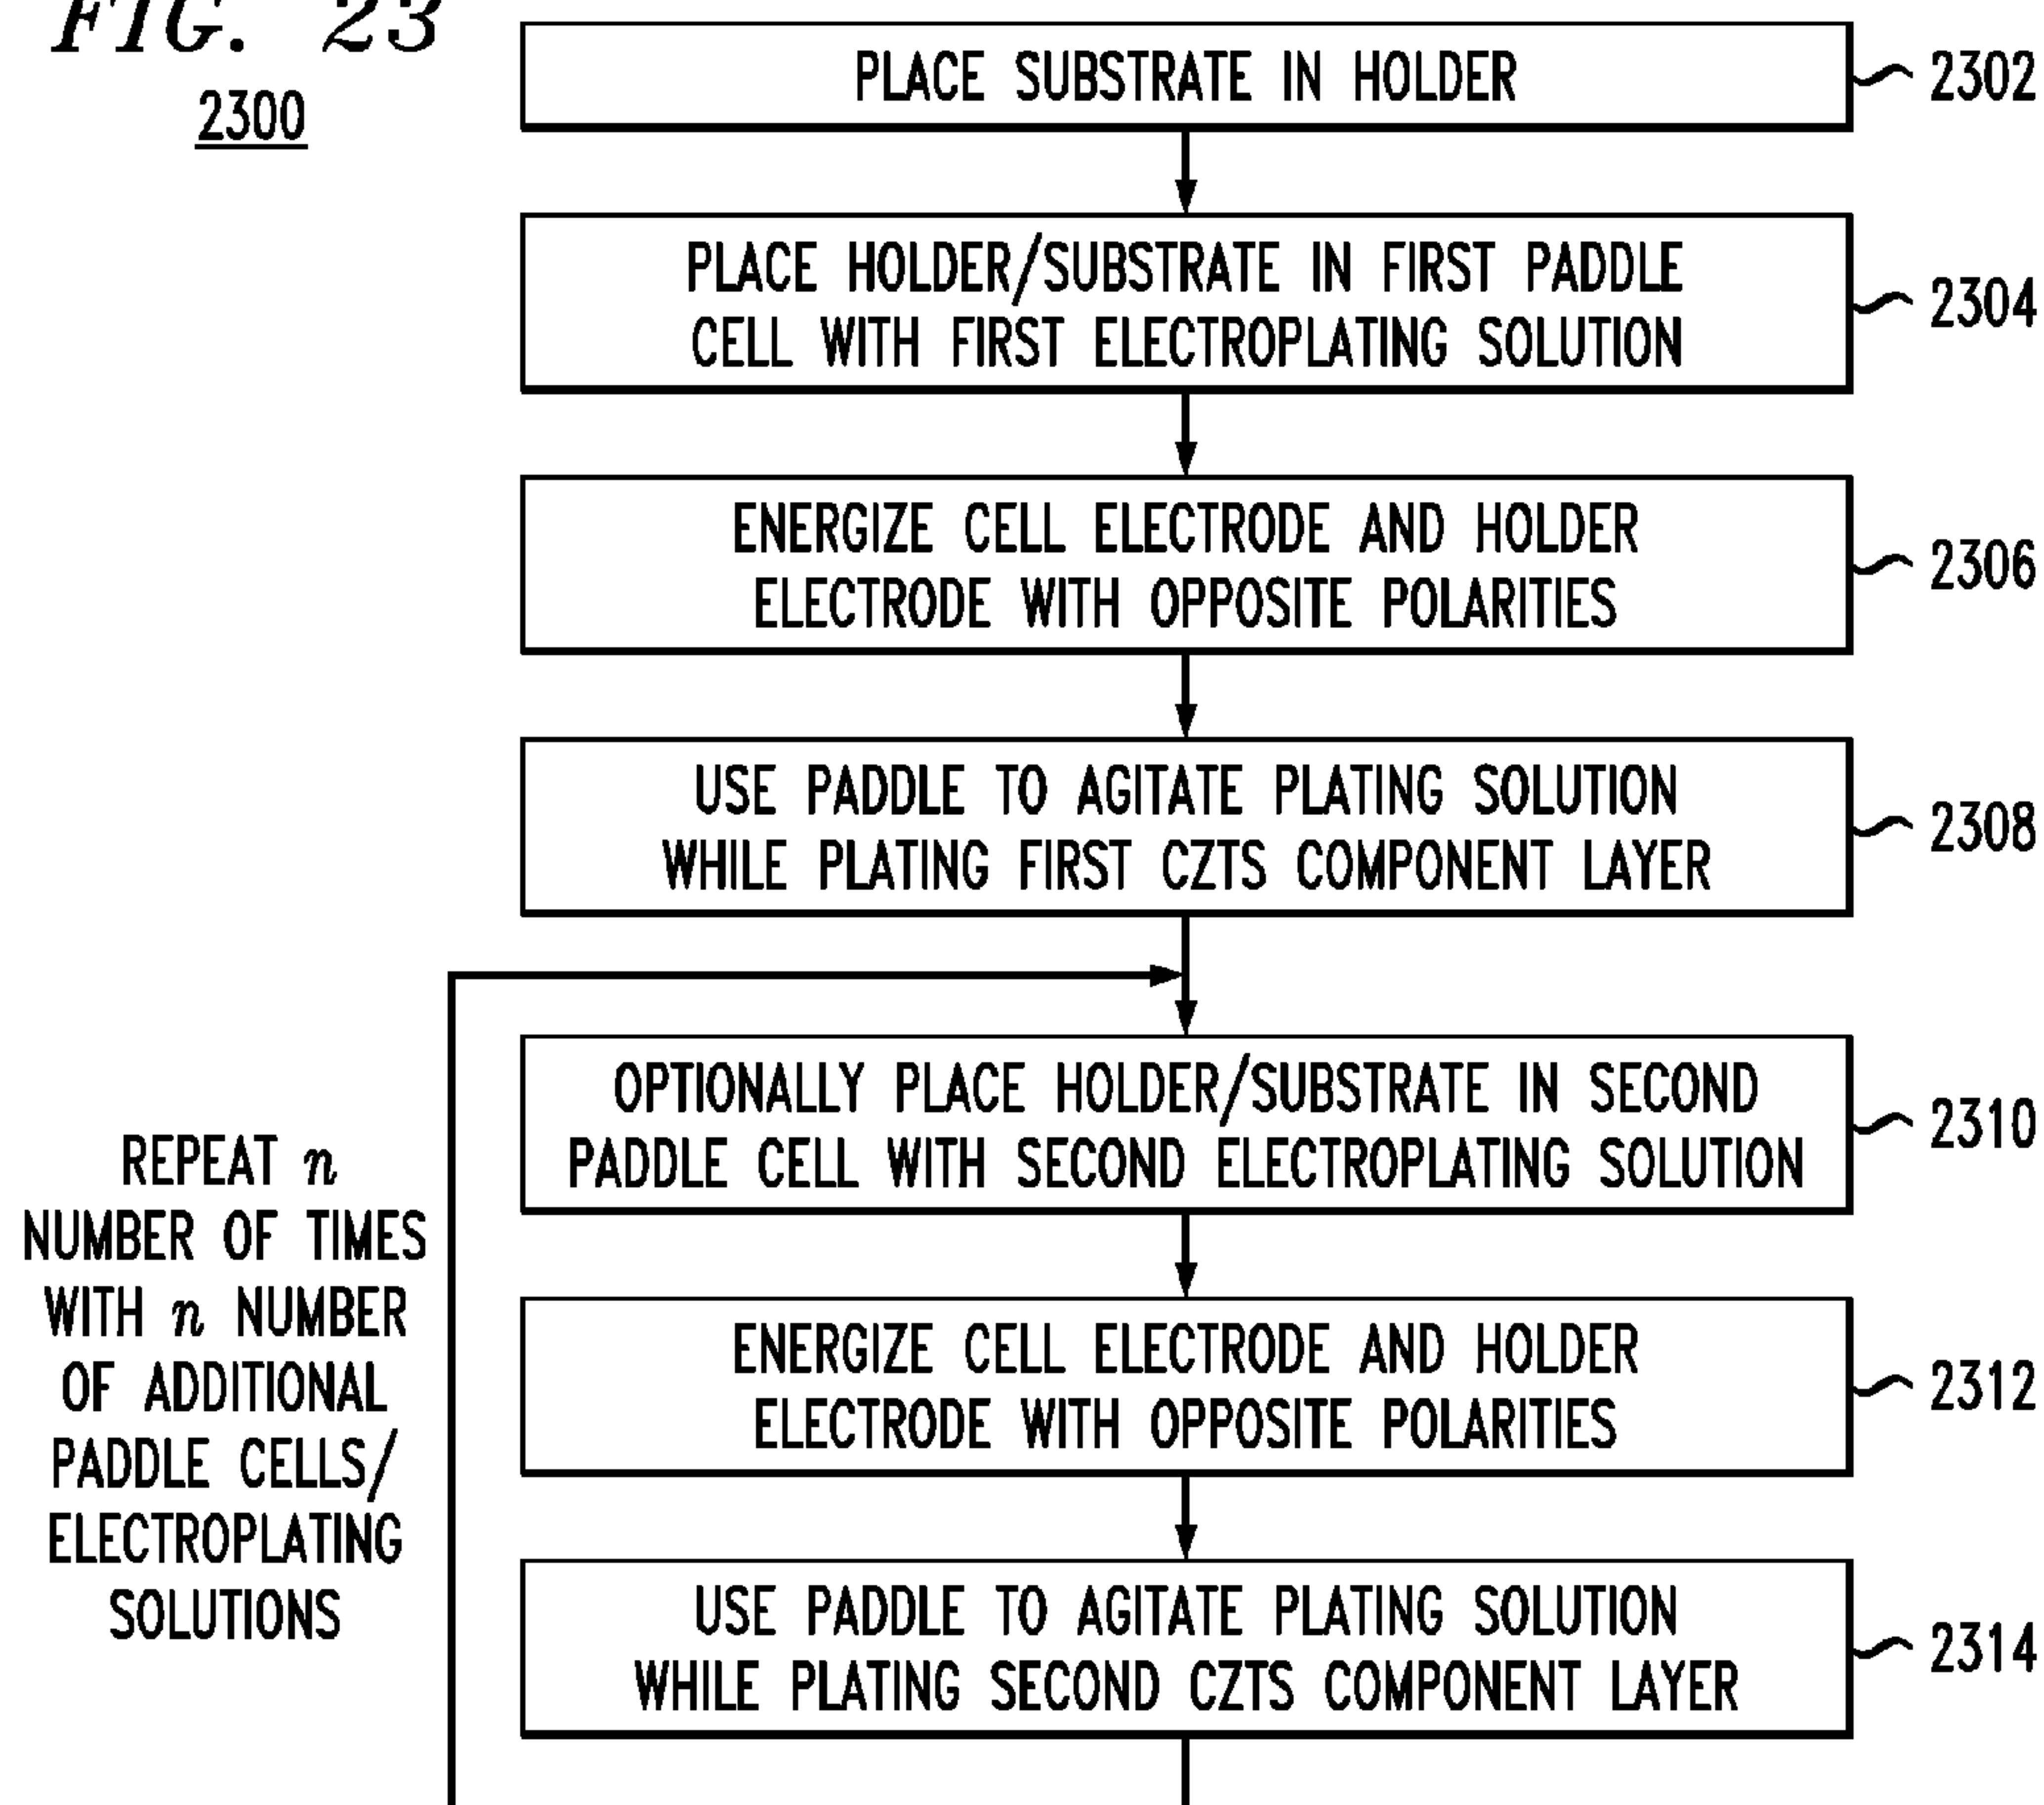 FIG. 23
2300
PLACE SUBSTRATE IN HOLDER
2302
PLACE HOLDER/SUBSTRATE IN FIRST PADDLE
CELL WITH FIRST ELECTROPLATING SOLUTION
2304
ENERGIZE CELL ELECTRODE AND HOLDER
ELECTRODE WITH OPPOSITE POLARITIES
2306
USE PADDLE TO AGITATE PLATING SOLUTION
WHILE PLATING FIRST CZTS COMPONENT LAYER
2308
OPTIONALLY PLACE HOLDER/SUBSTRATE IN SECOND
PADDLE CELL WITH SECOND ELECTROPLATING SOLUTION
2310
ENERGIZE CELL ELECTRODE AND HOLDER
ELECTRODE WITH OPPOSITE POLARITIES
2312
USE PADDLE TO AGITATE PLATING SOLUTION
WHILE PLATING SECOND CZTS COMPONENT LAYER
2314
REPEAT n
NUMBER OF TIMES
WITH n NUMBER
OF ADDITIONAL
PADDLE CELLS/
ELECTROPLATING
SOLUTIONS